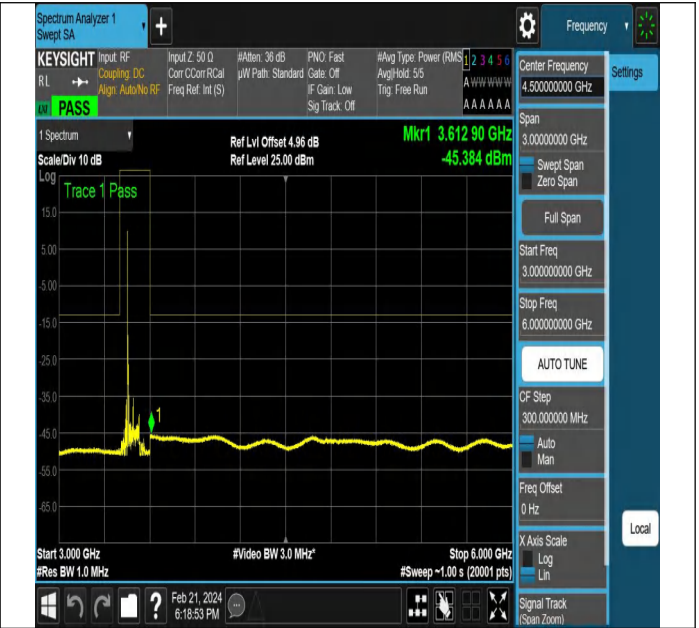 Spectrum Analyzer 1
Swept SA
+
Frequency
KEYSIGHT
RL
PASS
Input: RF
Coupling: DC
Align: Auto/No RF
Input Z: 50 Ω
Corr CCorr RCal
Freq Ref: Int (S)
#Atten: 36 dB
µW Path: Standard
PNO: Fast
Gate: Off
IF Gain: Low
Sig Track: Off
#Avg Type: Power (RMS
Avg|Hold: 5/5
Trig: Free Run
1 2 3 4 5 6
A W W W W W
A A A A A A
1 Spectrum
Scale/Div 10 dB
Ref Lvl Offset 4.96 dB
Ref Level 25.00 dBm
Mkr1 3.612 90 GHz
-45.384 dBm
Log
Trace 1 Pass
15.0
5.00
-5.00
-15.0
-25.0
-35.0
-45.0
-55.0
-65.0
1
Start 3.000 GHz
#Res BW 1.0 MHz
#Video BW 3.0 MHz*
Stop 6.000 GHz
#Sweep ~1.00 s (20001 pts)
Center Frequency
4.500000000 GHz
Settings
Span
3.00000000 GHz
Swept Span
Zero Span
Full Span
Start Freq
3.000000000 GHz
Stop Freq
6.000000000 GHz
AUTO TUNE
CF Step
300.000000 MHz
Auto
Man
Freq Offset
0 Hz
X Axis Scale
Log
Lin
Signal Track
(Span Zoom)
Local
?
Feb 21, 2024
6:18:53 PM